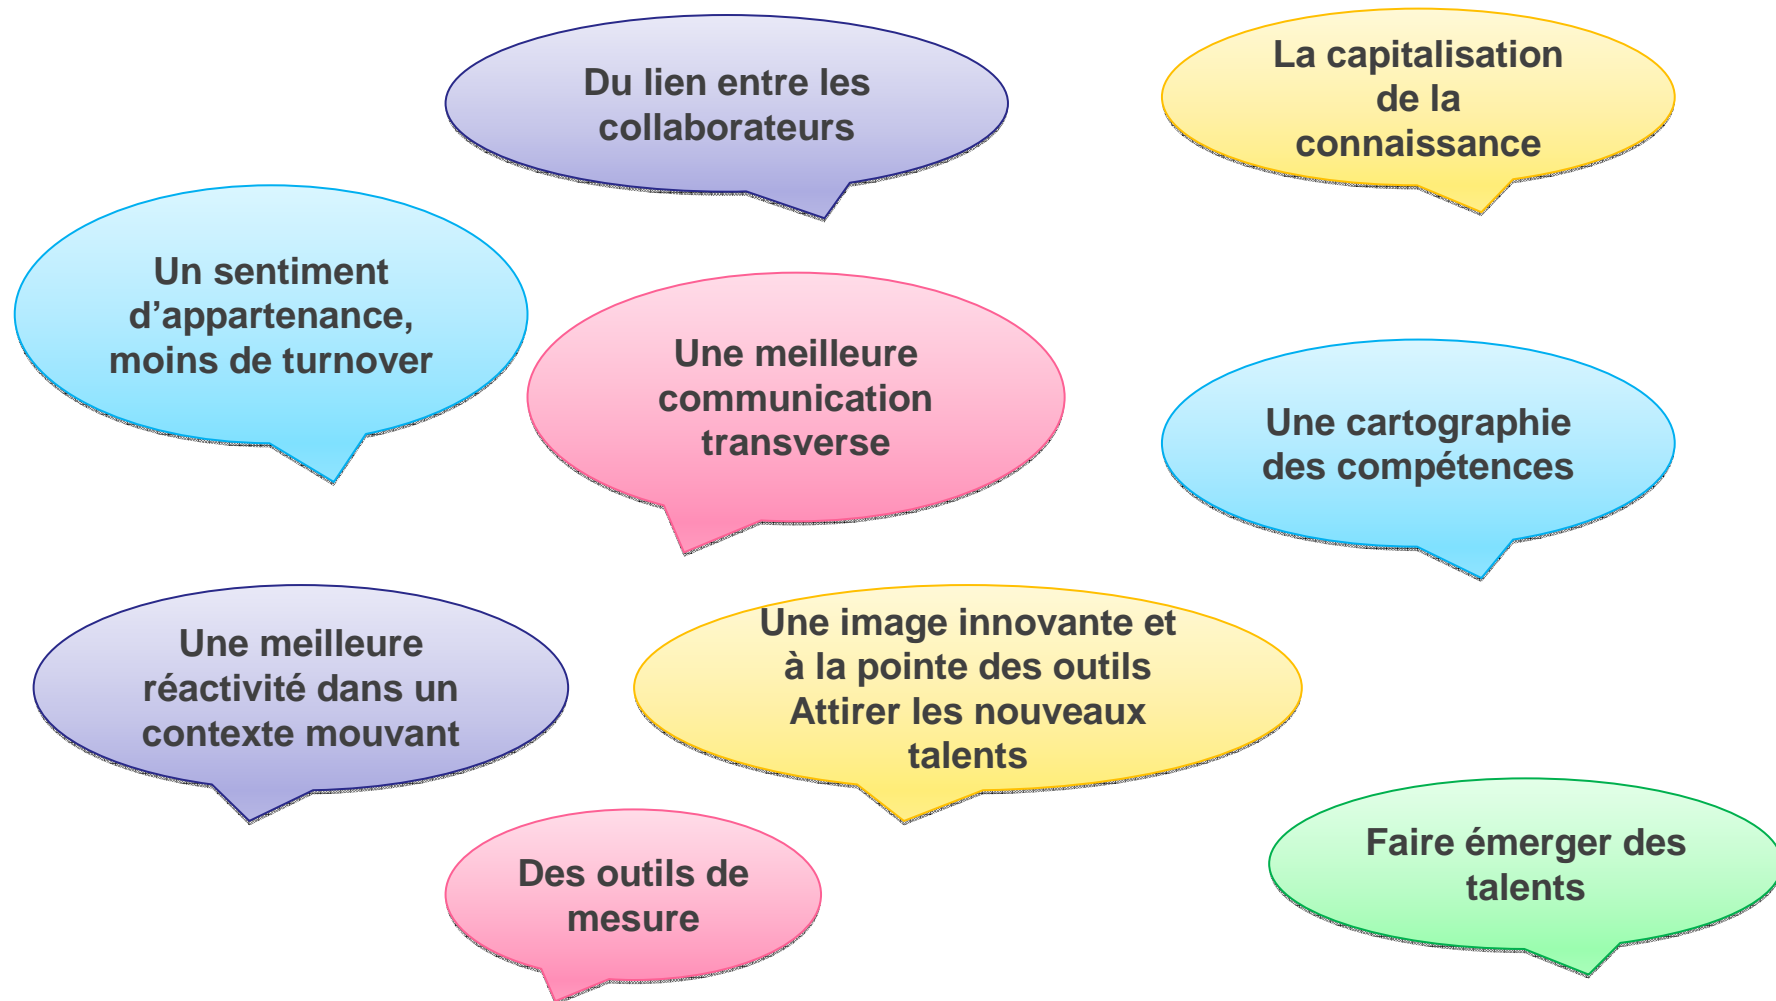 Du lien entre les
collaborateurs
La capitalisation
de la
connaissance
Un sentiment
d’appartenance,
moins de turnover
Une meilleure
communication
transverse
Une cartographie
des compétences
Une meilleure
réactivité dans un
contexte mouvant
Une image innovante et
à la pointe des outils
Attirer les nouveaux
talents
Des outils de
mesure
Faire émerger des
talents